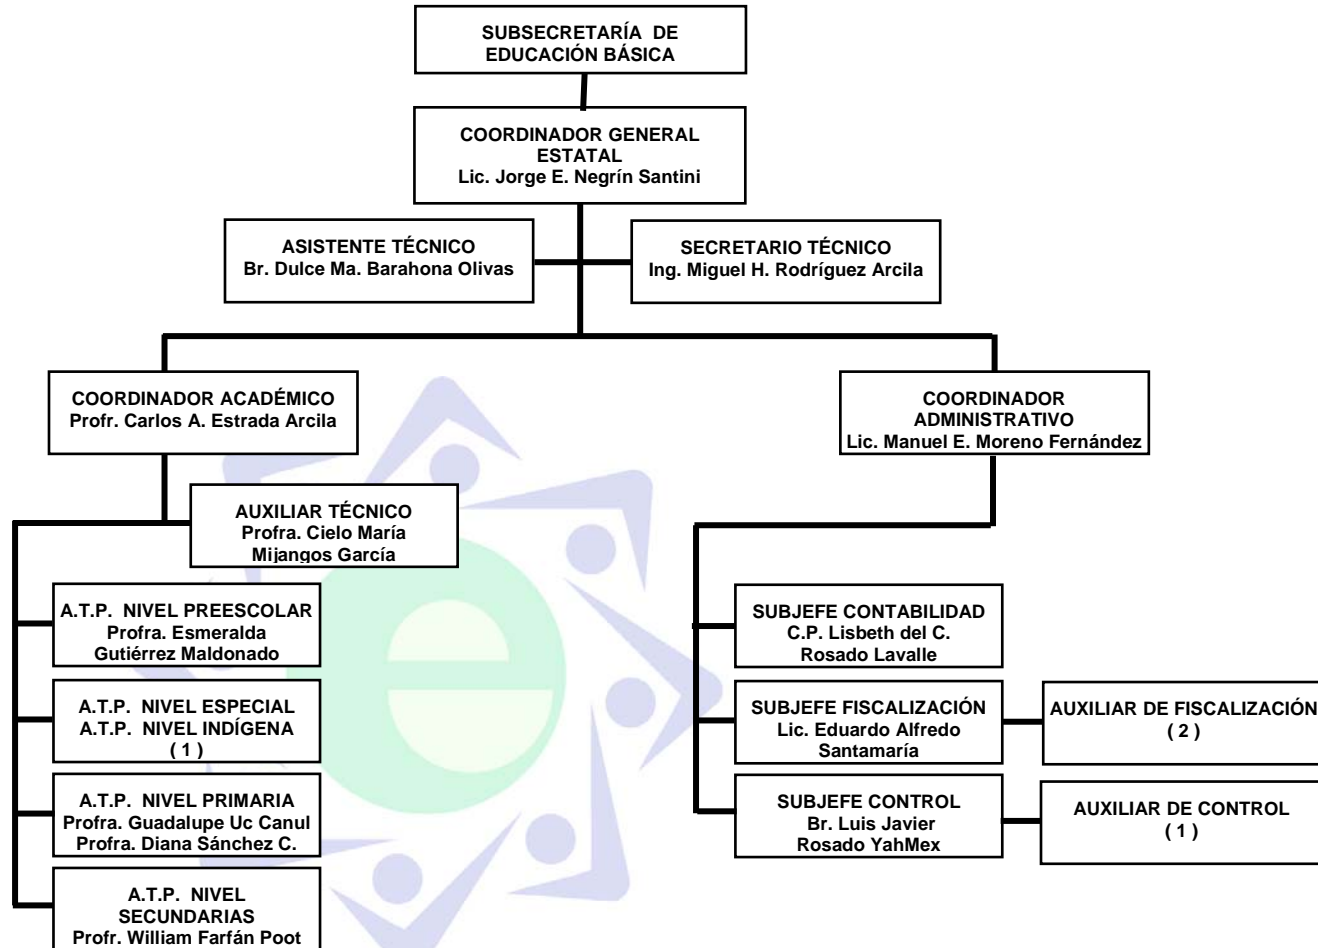 SUBSECRETARÍA DE
EDUCACIÓN BÁSICA
COORDINADOR GENERAL
ESTATAL
Lic. Jorge E. Negrín Santini
ASISTENTE TÉCNICO
Br. Dulce Ma. Barahona Olivas
SECRETARIO TÉCNICO
Ing. Miguel H. Rodríguez Arcila
COORDINADOR ACADÉMICO
Profr. Carlos A. Estrada Arcila
COORDINADOR
ADMINISTRATIVO
Lic. Manuel E. Moreno Fernández
AUXILIAR TÉCNICO
Profra. Cielo María
Mijangos García
A.T.P. NIVEL PREESCOLAR
Profra. Esmeralda
Gutiérrez Maldonado
A.T.P. NIVEL ESPECIAL
A.T.P. NIVEL INDÍGENA
( 1 )
A.T.P. NIVEL PRIMARIA
Profra. Guadalupe Uc Canul
Profra. Diana Sánchez C.
A.T.P. NIVEL
SECUNDARIAS
Profr. William Farfán Poot
SUBJEFE CONTABILIDAD
C.P. Lisbeth del C.
Rosado Lavalle
SUBJEFE FISCALIZACIÓN
Lic. Eduardo Alfredo
Santamaría
AUXILIAR DE FISCALIZACIÓN
( 2 )
SUBJEFE CONTROL
Br. Luis Javier
Rosado YahMex
AUXILIAR DE CONTROL
( 1 )
e